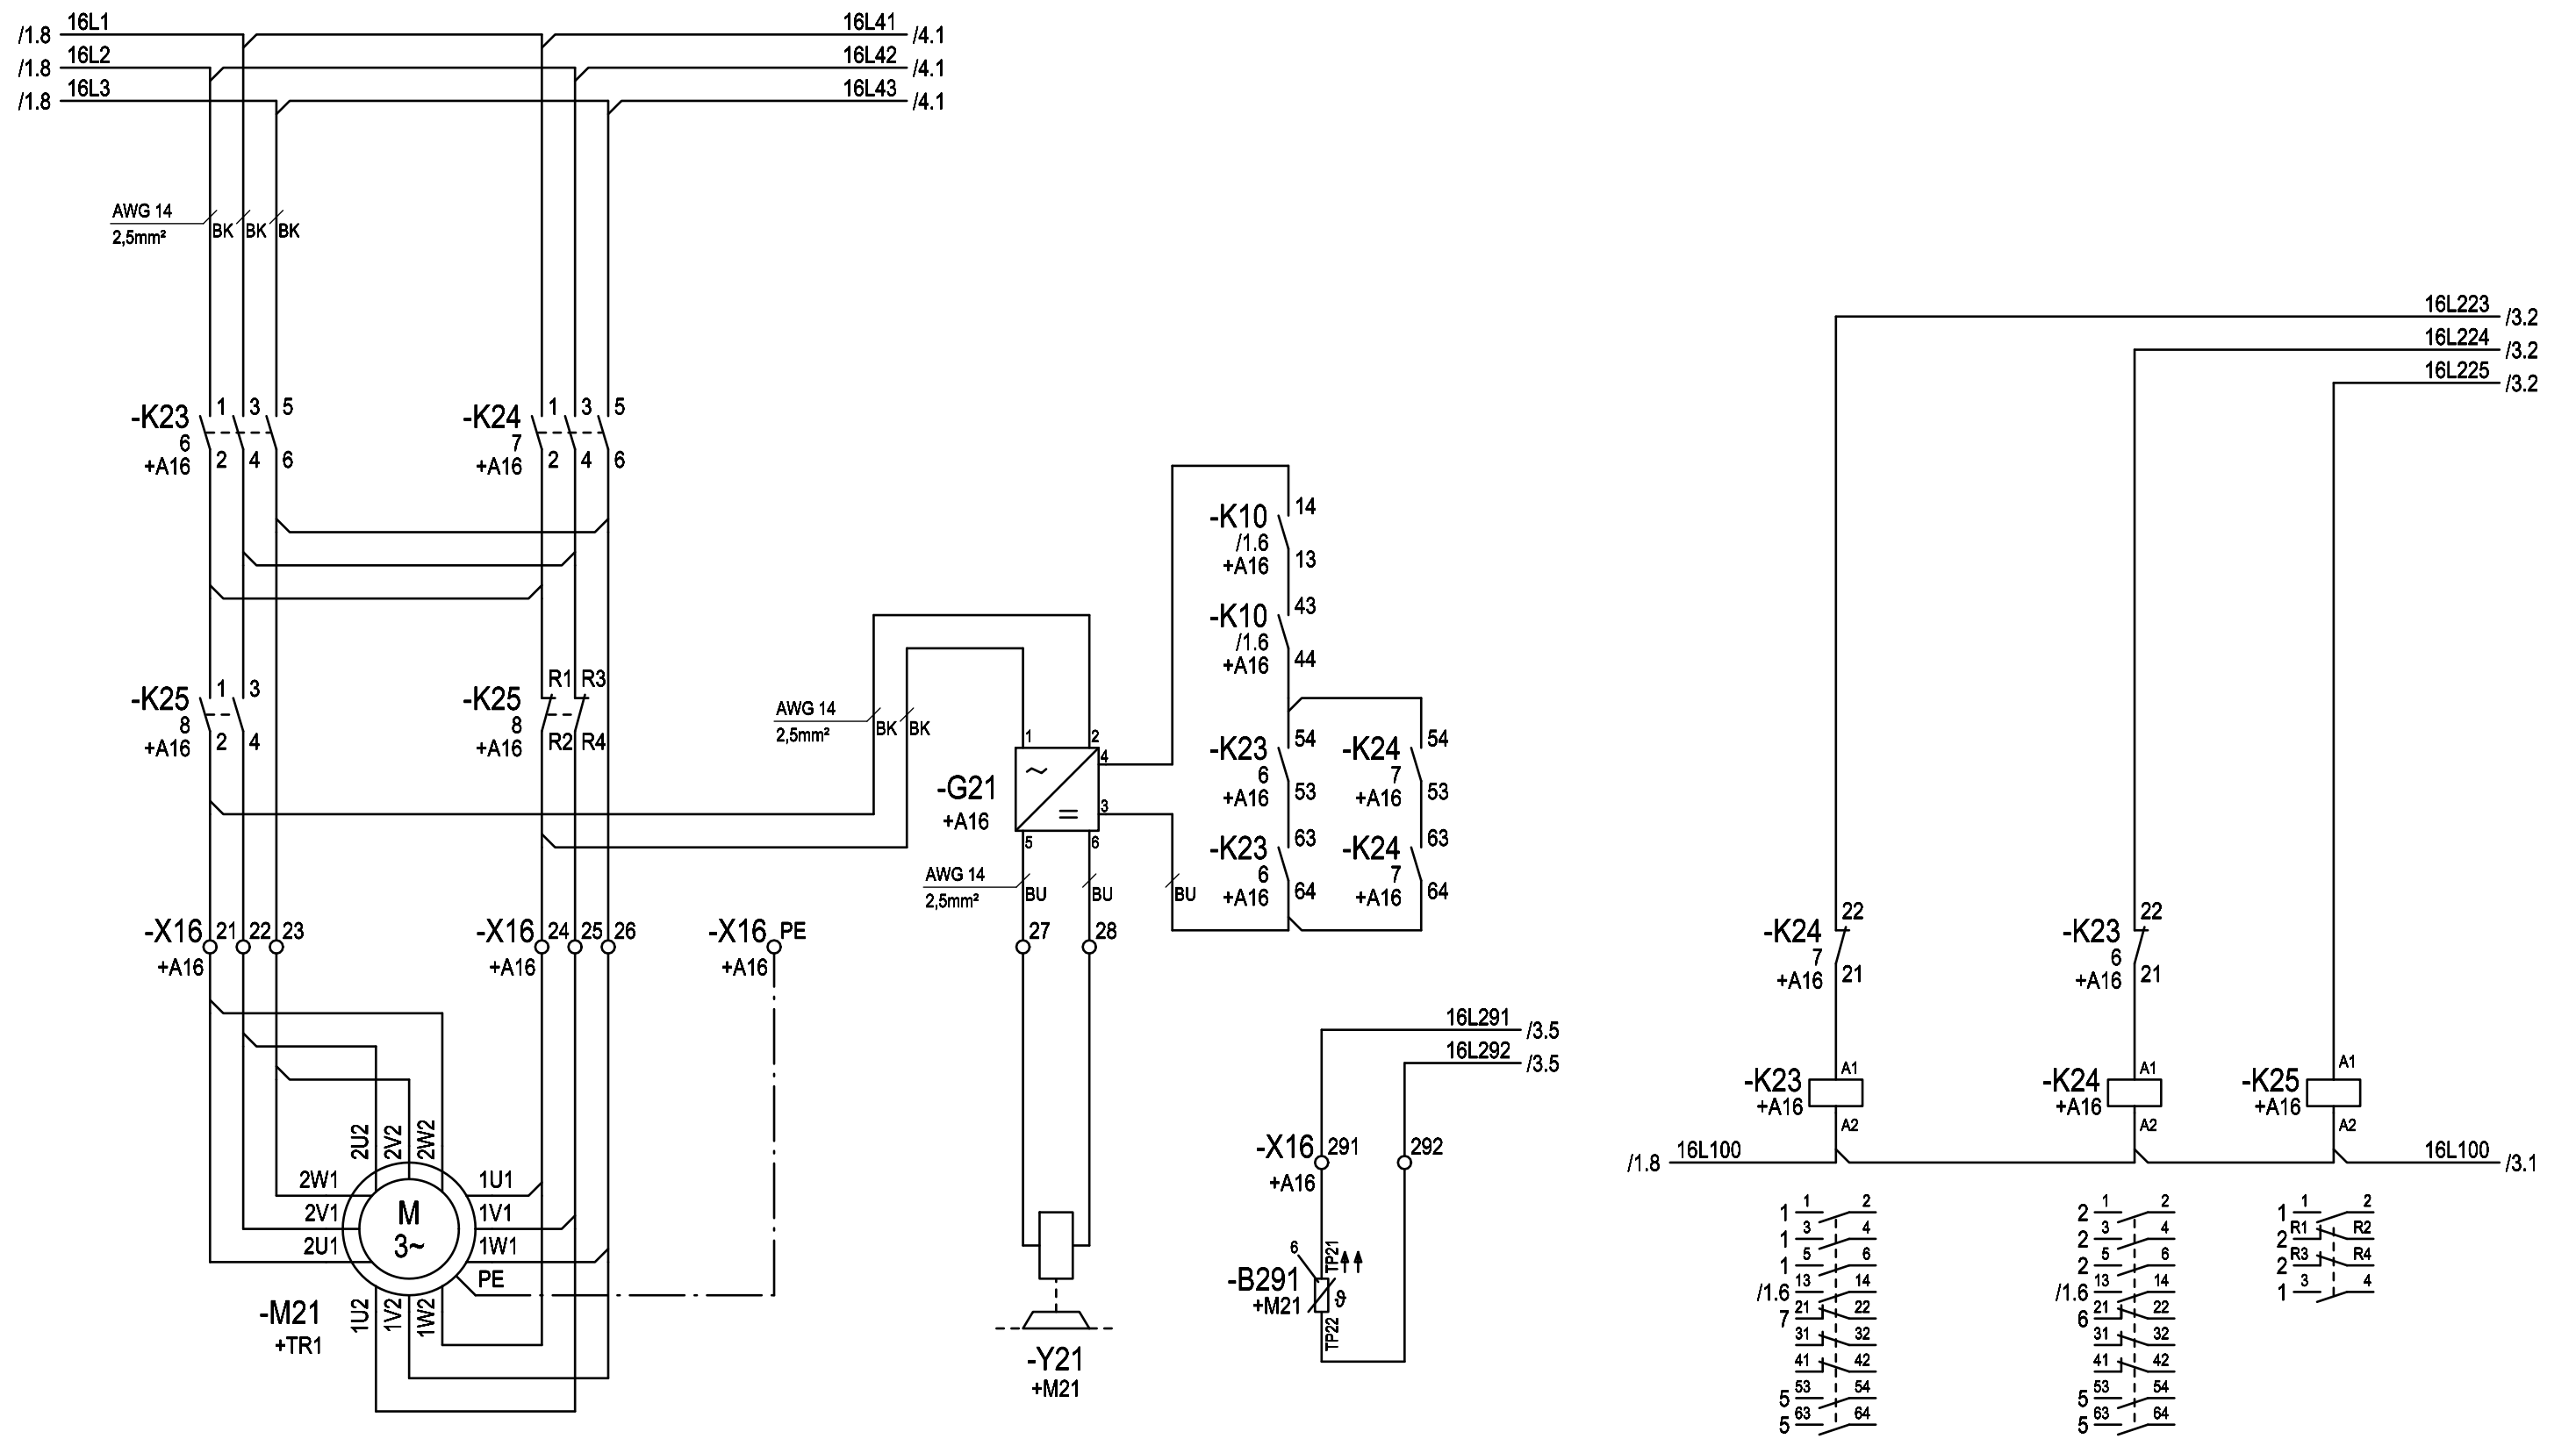 16L1 16L41
/1.8 /4.1
16L2 16L42
/1.8 /4.1
16L3 16L43
/1.8 /4.1
AWG 14
2,5mm²
BK BK BK
16L223 /3.2
16L224 /3.2
16L225 /3.2
-K23 1 3 5
6
+A16 2 4 6
-K24 1 3 5
7
+A16 2 4 6
-K10 14
/1.6
+A16 13
-K10 43
/1.6
+A16 44
-K25 1 3
8
+A16 2 4
-K25 R1 R3
8
+A16 R2 R4
AWG 14
2,5mm²
BK BK
1 2
4
~
-G21 3
+A16 =
5 6
AWG 14
2,5mm²
BU BU BU
-K23 54
6
+A16 53
-K24 54
7
+A16 53
-K23 63
6
+A16 64
-K24 63
7
+A16 64
-X16 21 22 23
+A16
-X16 24 25 26
+A16
-X16 PE
+A16
27 28
-K24 22
7
+A16 21
-K23 22
6
+A16 21
16L291 /3.5
16L292 /3.5
-K23 A1
+A16
A2
-K24 A1
+A16
A2
-K25 A1
+A16
A2
/1.8 16L100 16L100 /3.1
2U2 2V2 2W2
2W1 1U1
2V1 M 1V1
2U1 3~ 1W1
PE
-M21
+TR1
1U2 1V2 1W2
-Y21
+M21
-X16 291 292
+A16
6 TP21
-B291 ϑ
+M21
TP22
1 1 2
1 3 4
1 5 6
/1.6 13 14
7 21 22
31 32
41 42
5 53 54
5 63 64
2 1 2
2 3 4
2 5 6
/1.6 13 14
6 21 22
31 32
41 42
5 53 54
5 63 64
1 1 2
2 R1 R2
2 R3 R4
1 3 4